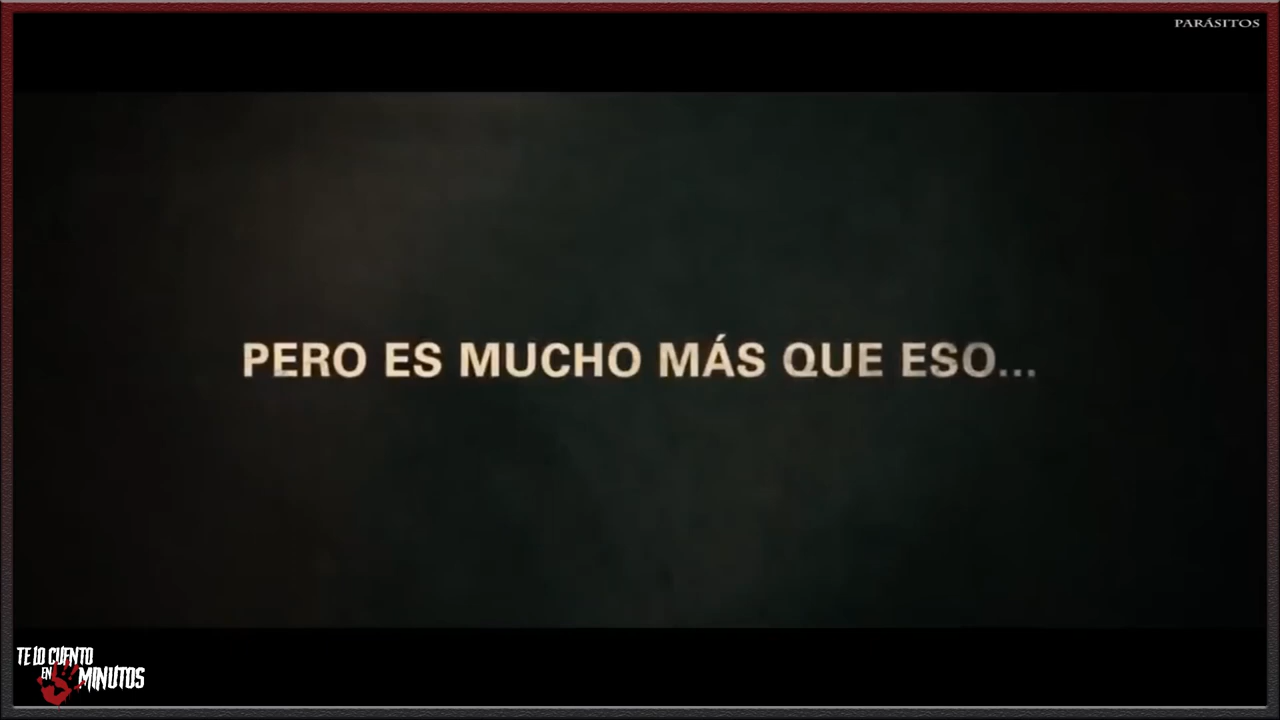 PARÁSITOS
PERO ES MUCHO MÁS QUE ESO...
TE LO CUENTO
EN
MINUTOS